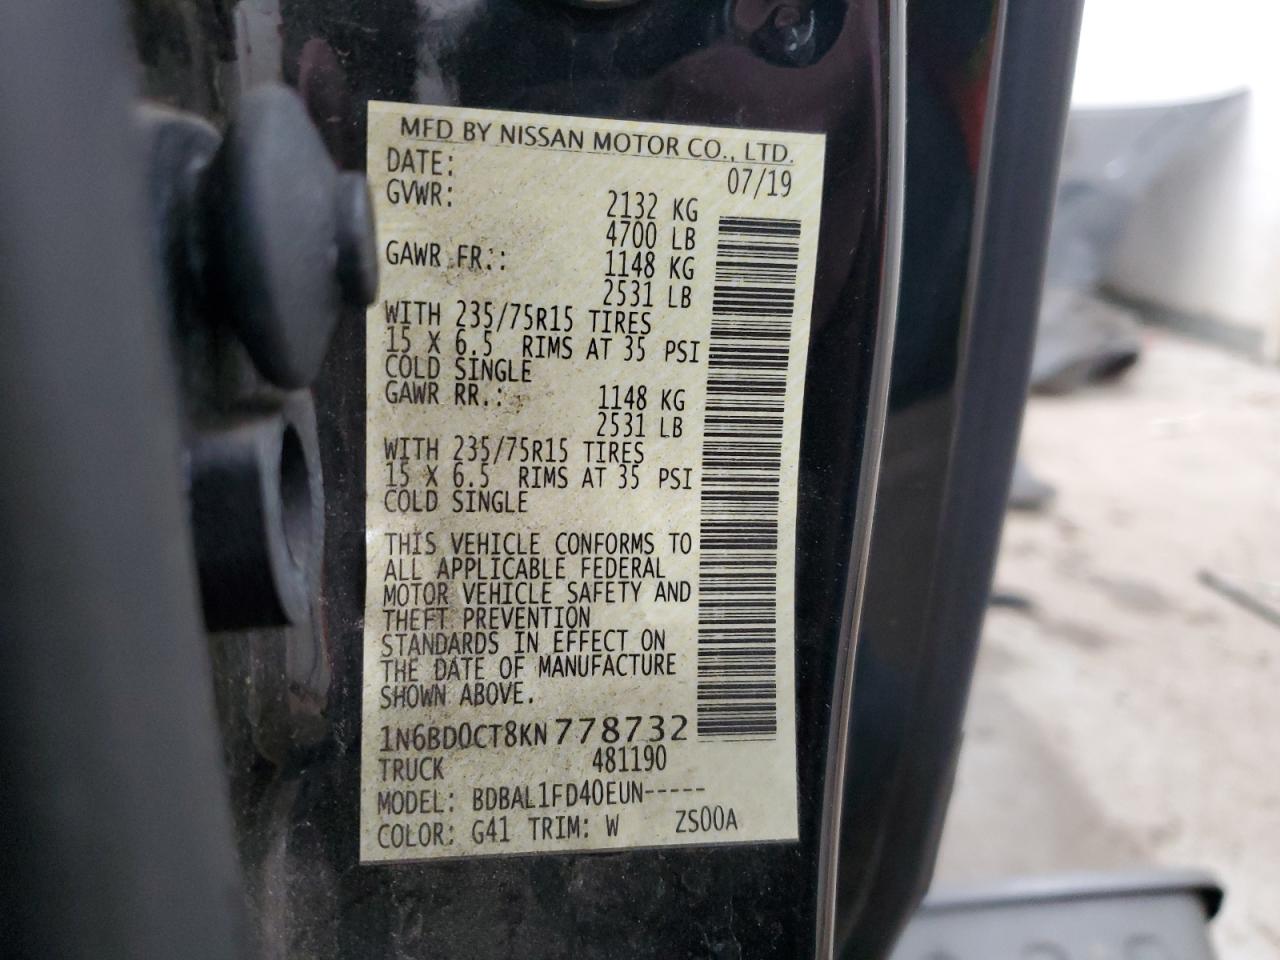 MFD BY NISSAN MOTOR CO., LTD.
DATE: 07/19
GVWR: 2132 KG
4700 LB
GAWR FR.: 1148 KG
2531 LB
WITH 235/75R15 TIRES
15 X 6.5 RIMS AT 35 PSI
COLD SINGLE
GAWR RR.: 1148 KG
2531 LB
WITH 235/75R15 TIRES
15 X 6.5 RIMS AT 35 PSI
COLD SINGLE
THIS VEHICLE CONFORMS TO
ALL APPLICABLE FEDERAL
MOTOR VEHICLE SAFETY AND
THEFT PREVENTION
STANDARDS IN EFFECT ON
THE DATE OF MANUFACTURE
SHOWN ABOVE.
1N6BD0CT8KN778732
TRUCK 481190
MODEL: BDBAL1FD40EUN-----
COLOR: G41 TRIM: W ZS00A